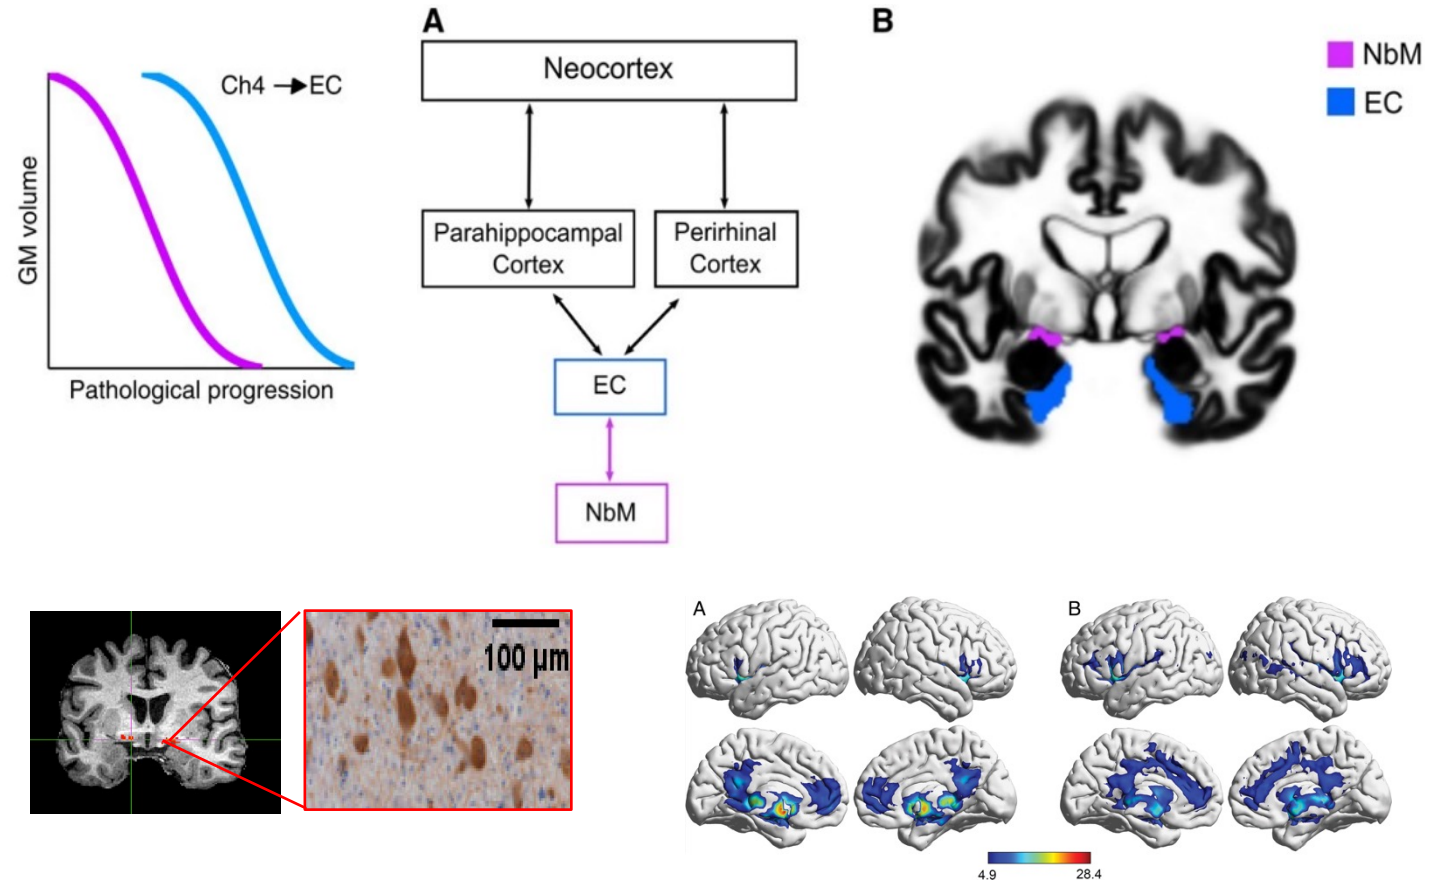 Ch4 → EC
GM volume
Pathological progression
A
Neocortex
Parahippocampal
Cortex
Perirhinal
Cortex
EC
NbM
B
NbM
EC
100 µm
A
B
4.9
28.4